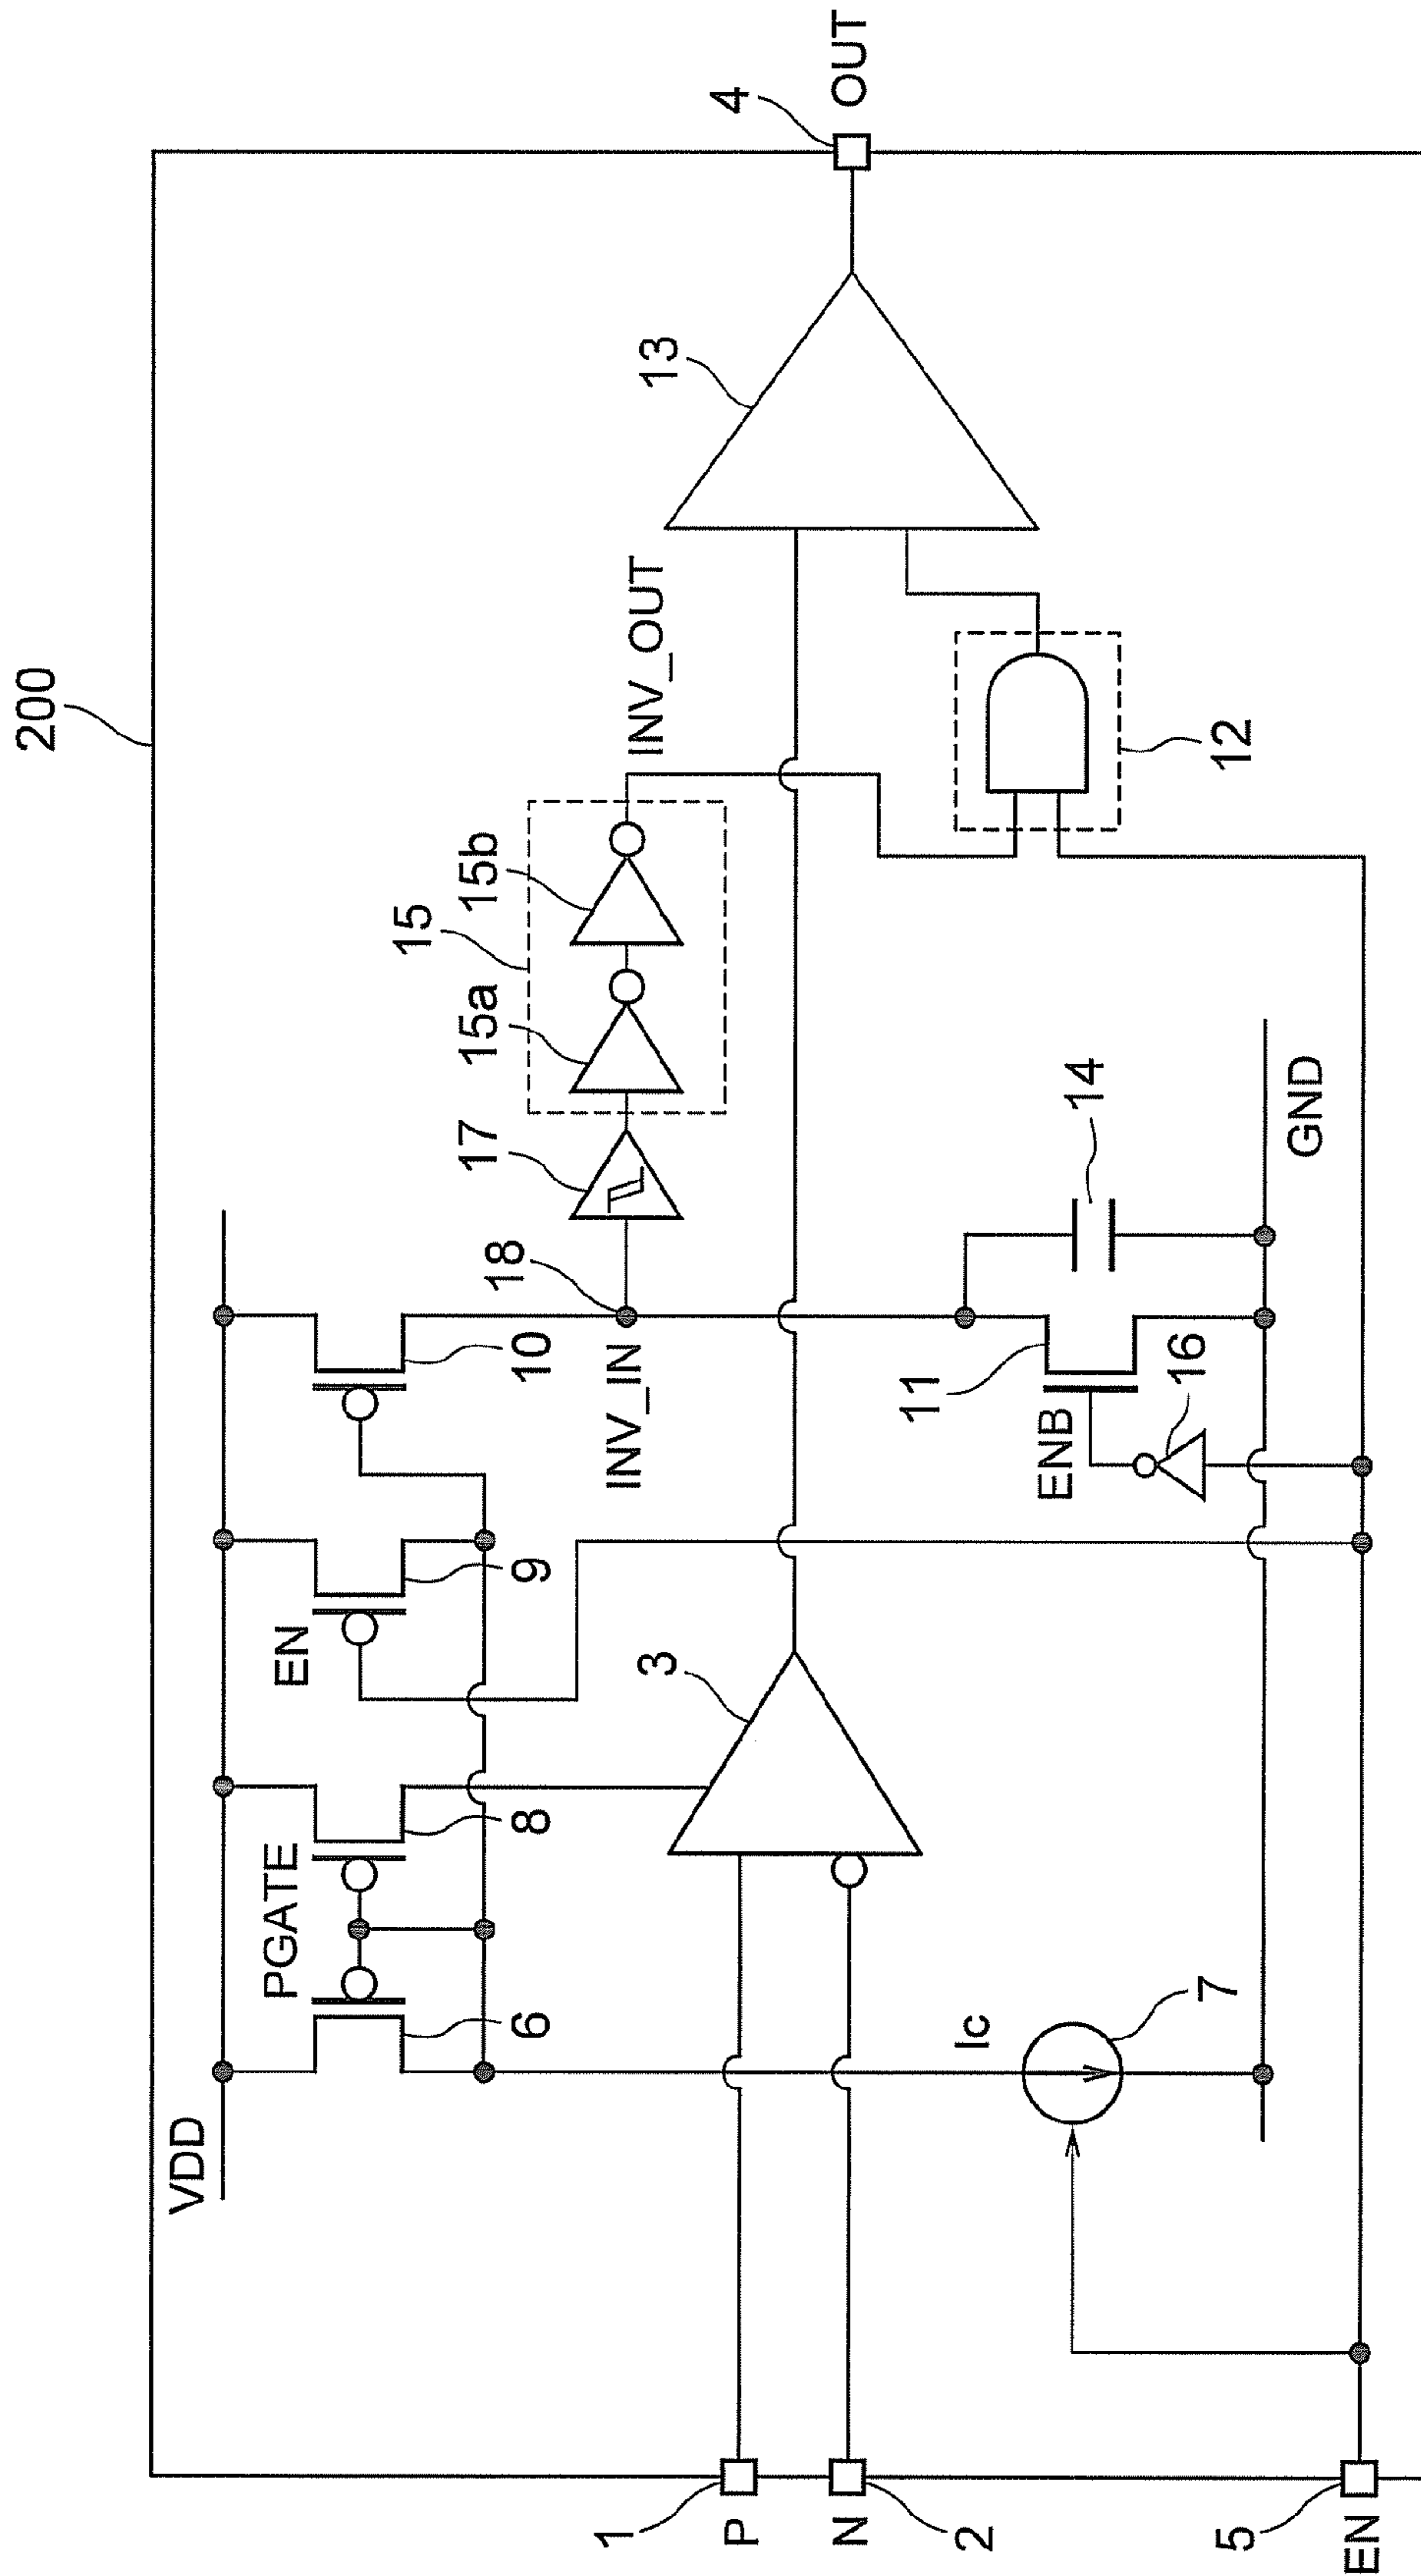 200
VDD
PGATE
6
8
EN
9
10
INV_IN
18
17
15
15a
15b
INV_OUT
3
13
4
OUT
1
P
N
2
Ic
7
ENB
11
16
14
GND
12
5
EN